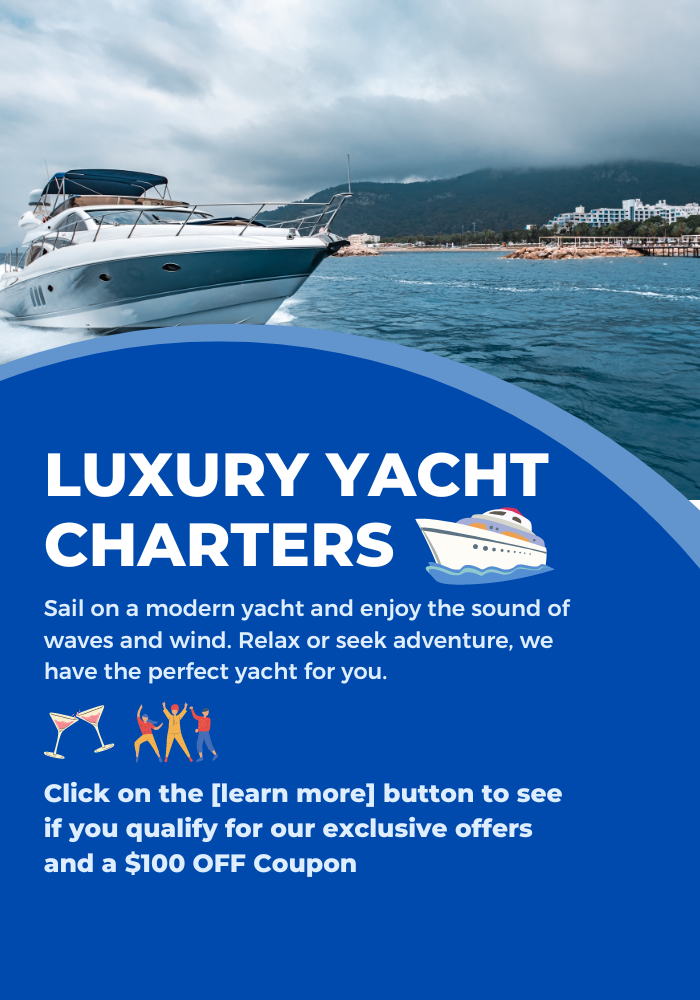 LUXURY YACHT
CHARTERS
Sail on a modern yacht and enjoy the sound of
waves and wind. Relax or seek adventure, we
have the perfect yacht for you.
Click on the [learn more] button to see
if you qualify for our exclusive offers
and a $100 OFF Coupon